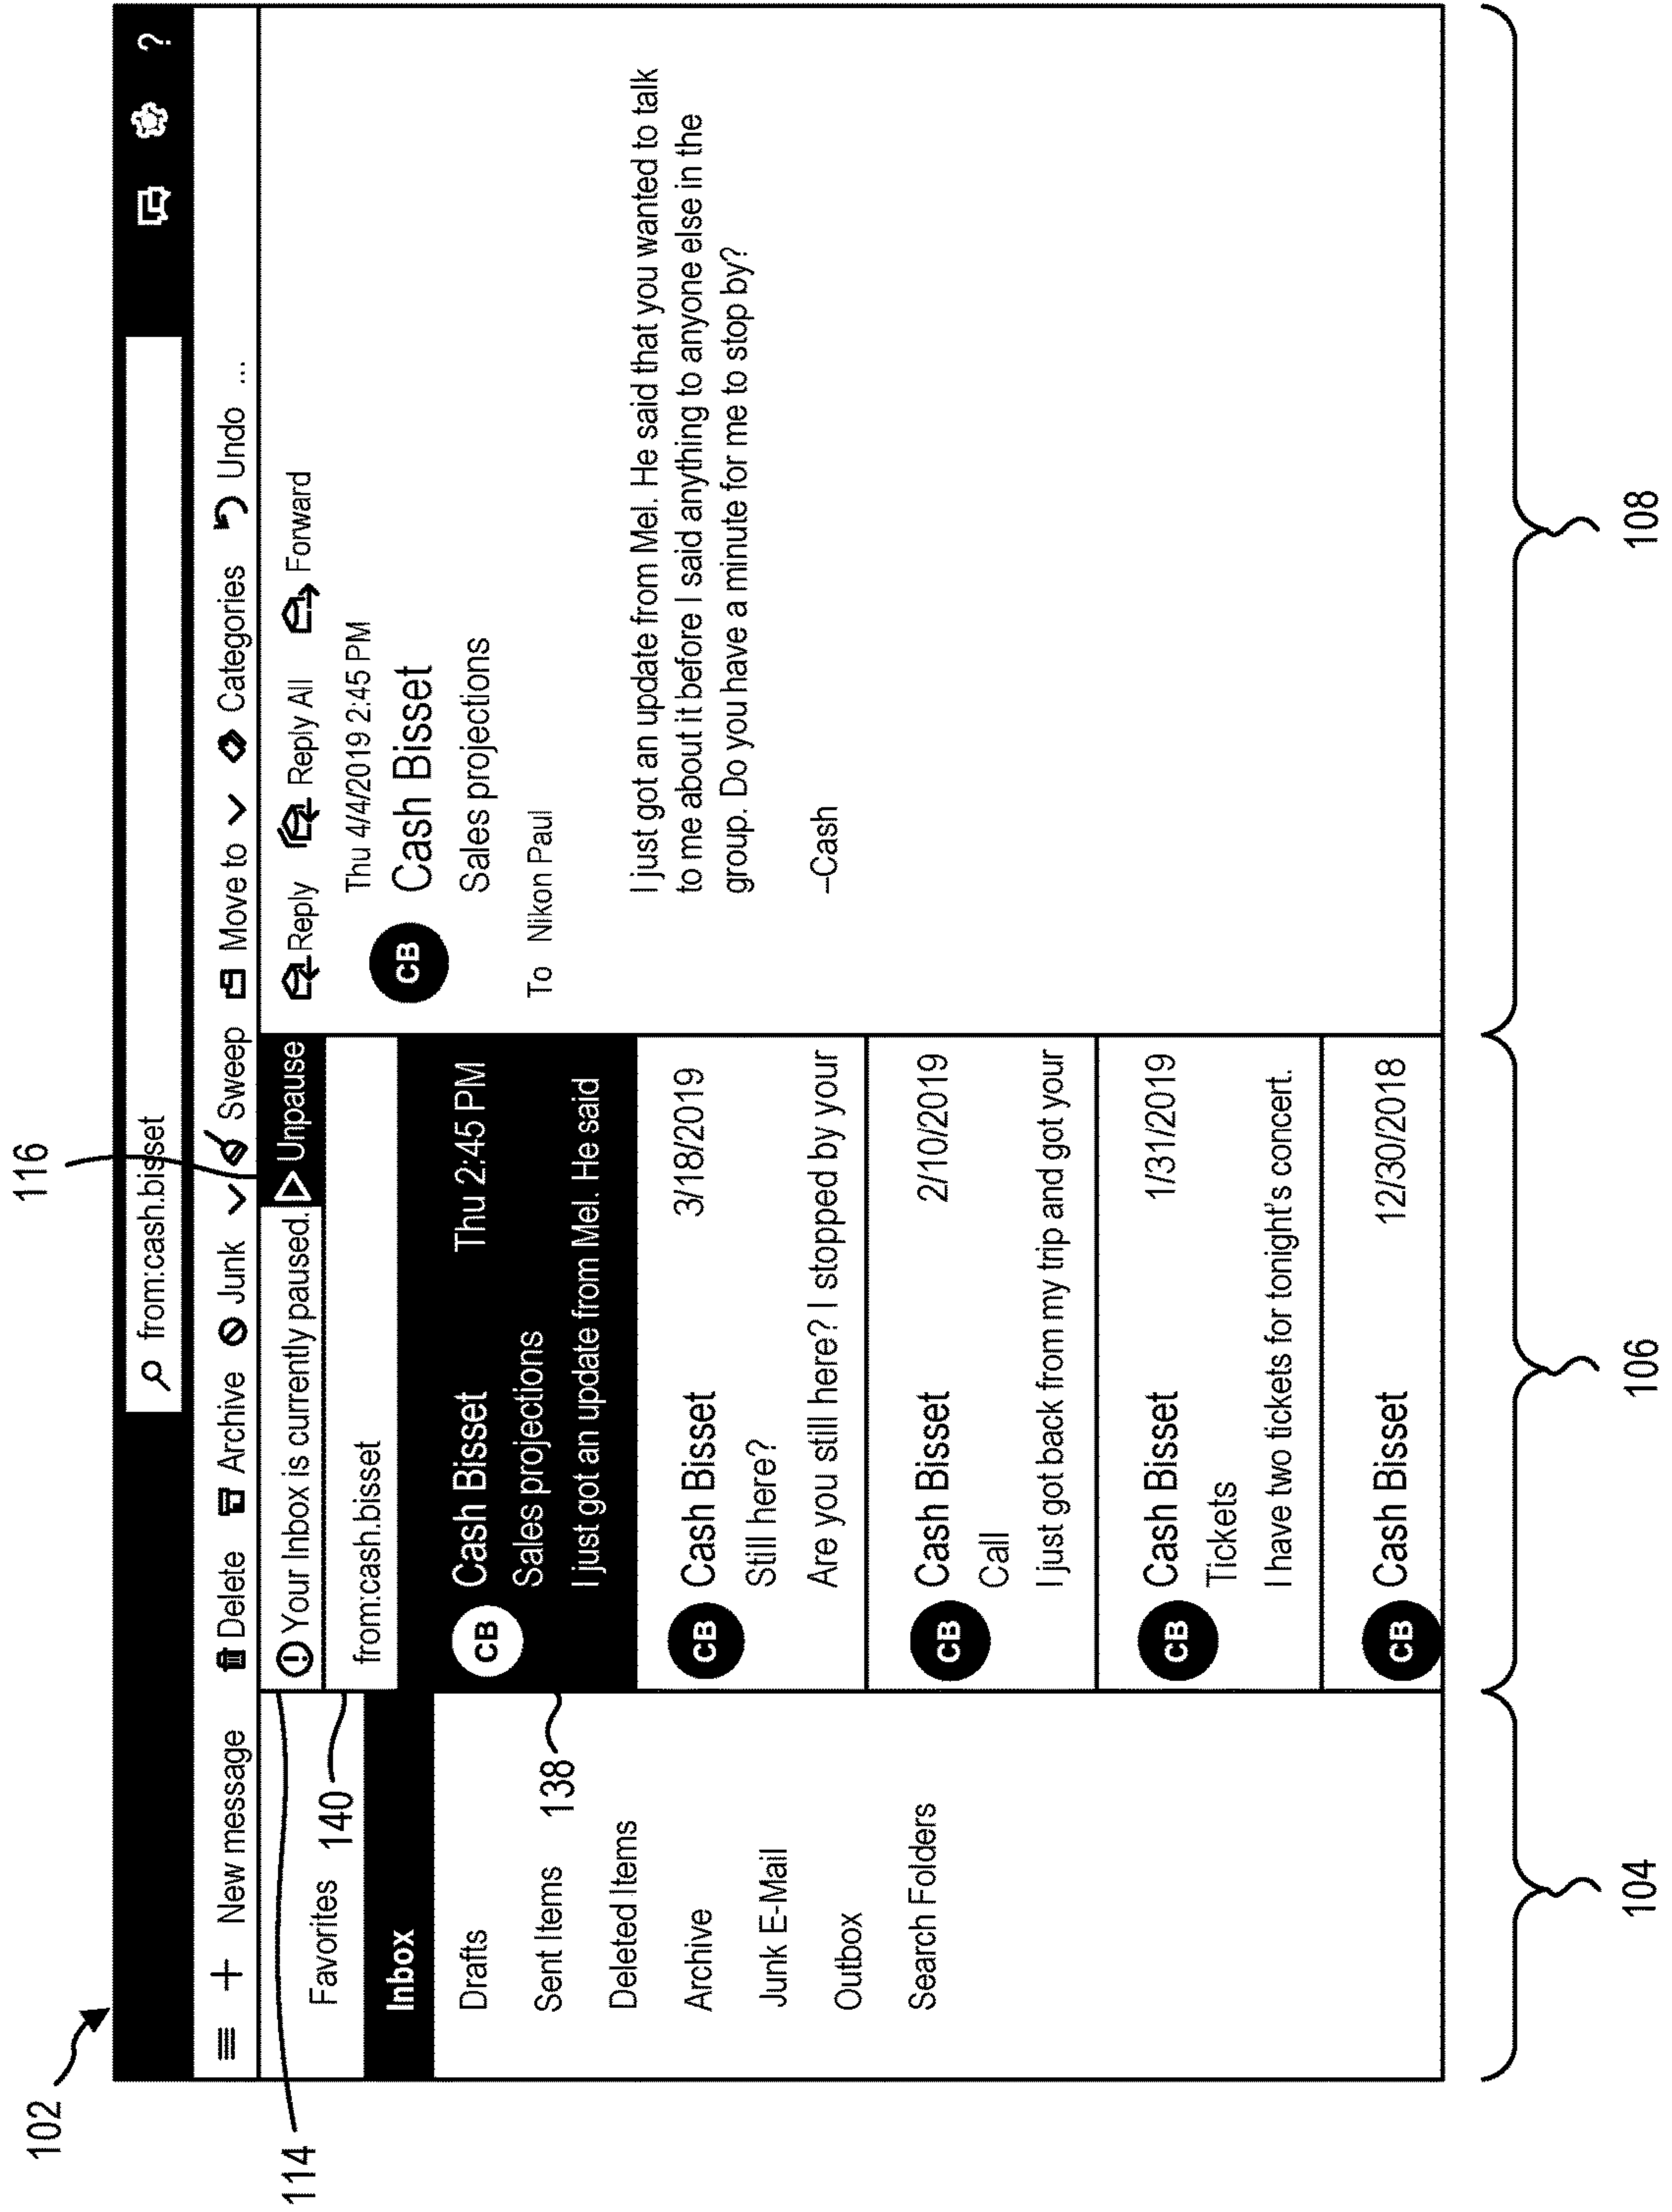 102
116
from:cash.bisset
?
New message
Delete
Archive
Junk
Sweep
Move to
Categories
Undo
...
114
Favorites
140
Inbox
Drafts
Sent Items
138
Deleted Items
Archive
Junk E-Mail
Outbox
Search Folders
Your Inbox is currently paused.
Unpause
from:cash.bisset
CB
Cash Bisset
Thu 2:45 PM
Sales projections
I just got an update from Mel. He said
CB
Cash Bisset
3/18/2019
Still here?
Are you still here? I stopped by your
CB
Cash Bisset
2/10/2019
Call
I just got back from my trip and got your
CB
Cash Bisset
1/31/2019
Tickets
I have two tickets for tonight's concert.
CB
Cash Bisset
12/30/2018
Reply
Reply All
Forward
Thu 4/4/2019 2:45 PM
CB
Cash Bisset
Sales projections
To Nikon Paul
I just got an update from Mel. He said that you wanted to talk
to me about it before I said anything to anyone else in the
group. Do you have a minute for me to stop by?
–Cash
104
106
108